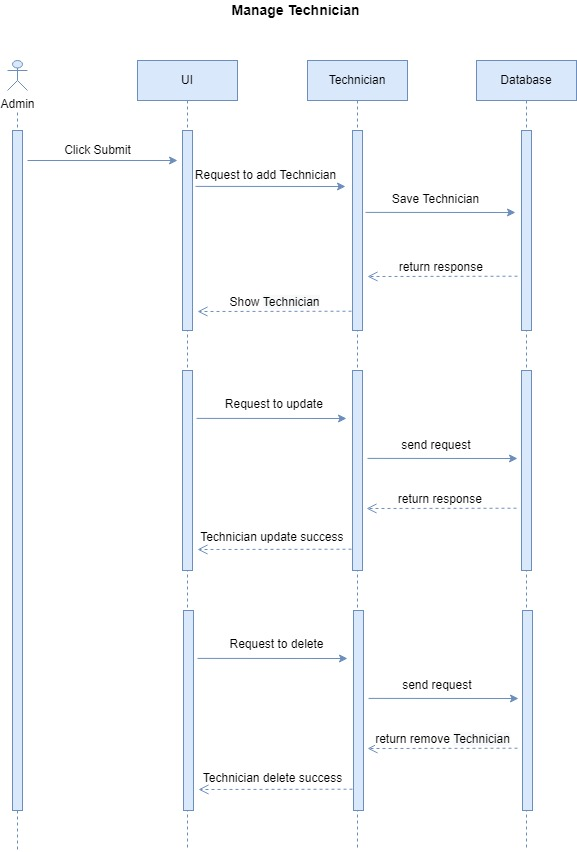 Manage Technician
UI
Technician
Database
Admin
Click Submit
Request to add Technician
Save Technician
return response
Show Technician
Request to update
send request
return response
Technician update success
Request to delete
send request
return remove Technician
Technician delete success